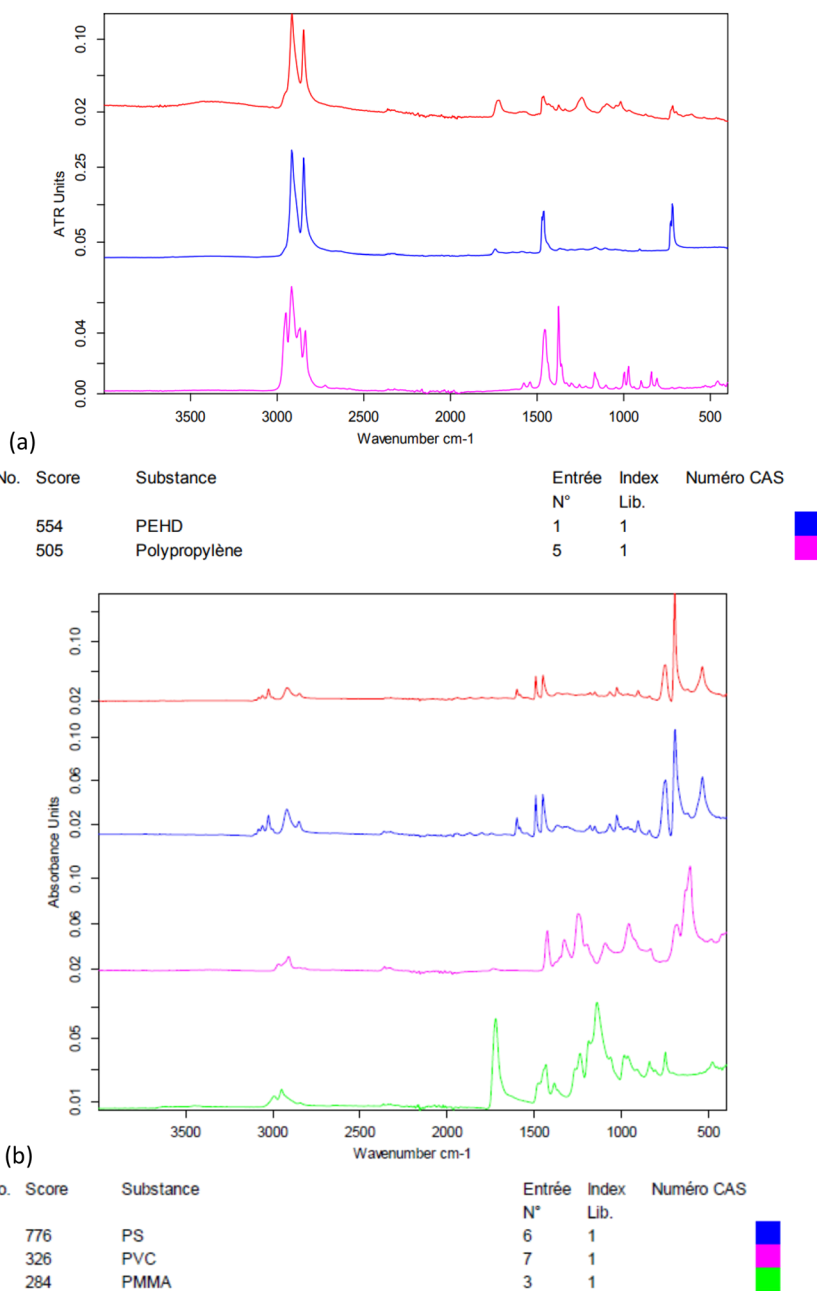 0.10
0.02
0.25
0.05
0.04
0.00
ATR Units
3500 3000 2500 2000 1500 1000 500
Wavenumber cm-1
(a)
No. Score Substance Entrée Index Numéro CAS
N° Lib.
554 PEHD 1 1
505 Polypropylène 5 1
0.10
0.02
0.10
0.06
0.02
0.10
0.06
0.02
0.05
0.01
Absorbance Units
3500 3000 2500 2000 1500 1000 500
Wavenumber cm-1
(b)
o. Score Substance Entrée Index Numéro CAS
N° Lib.
776 PS 6 1
326 PVC 7 1
284 PMMA 3 1